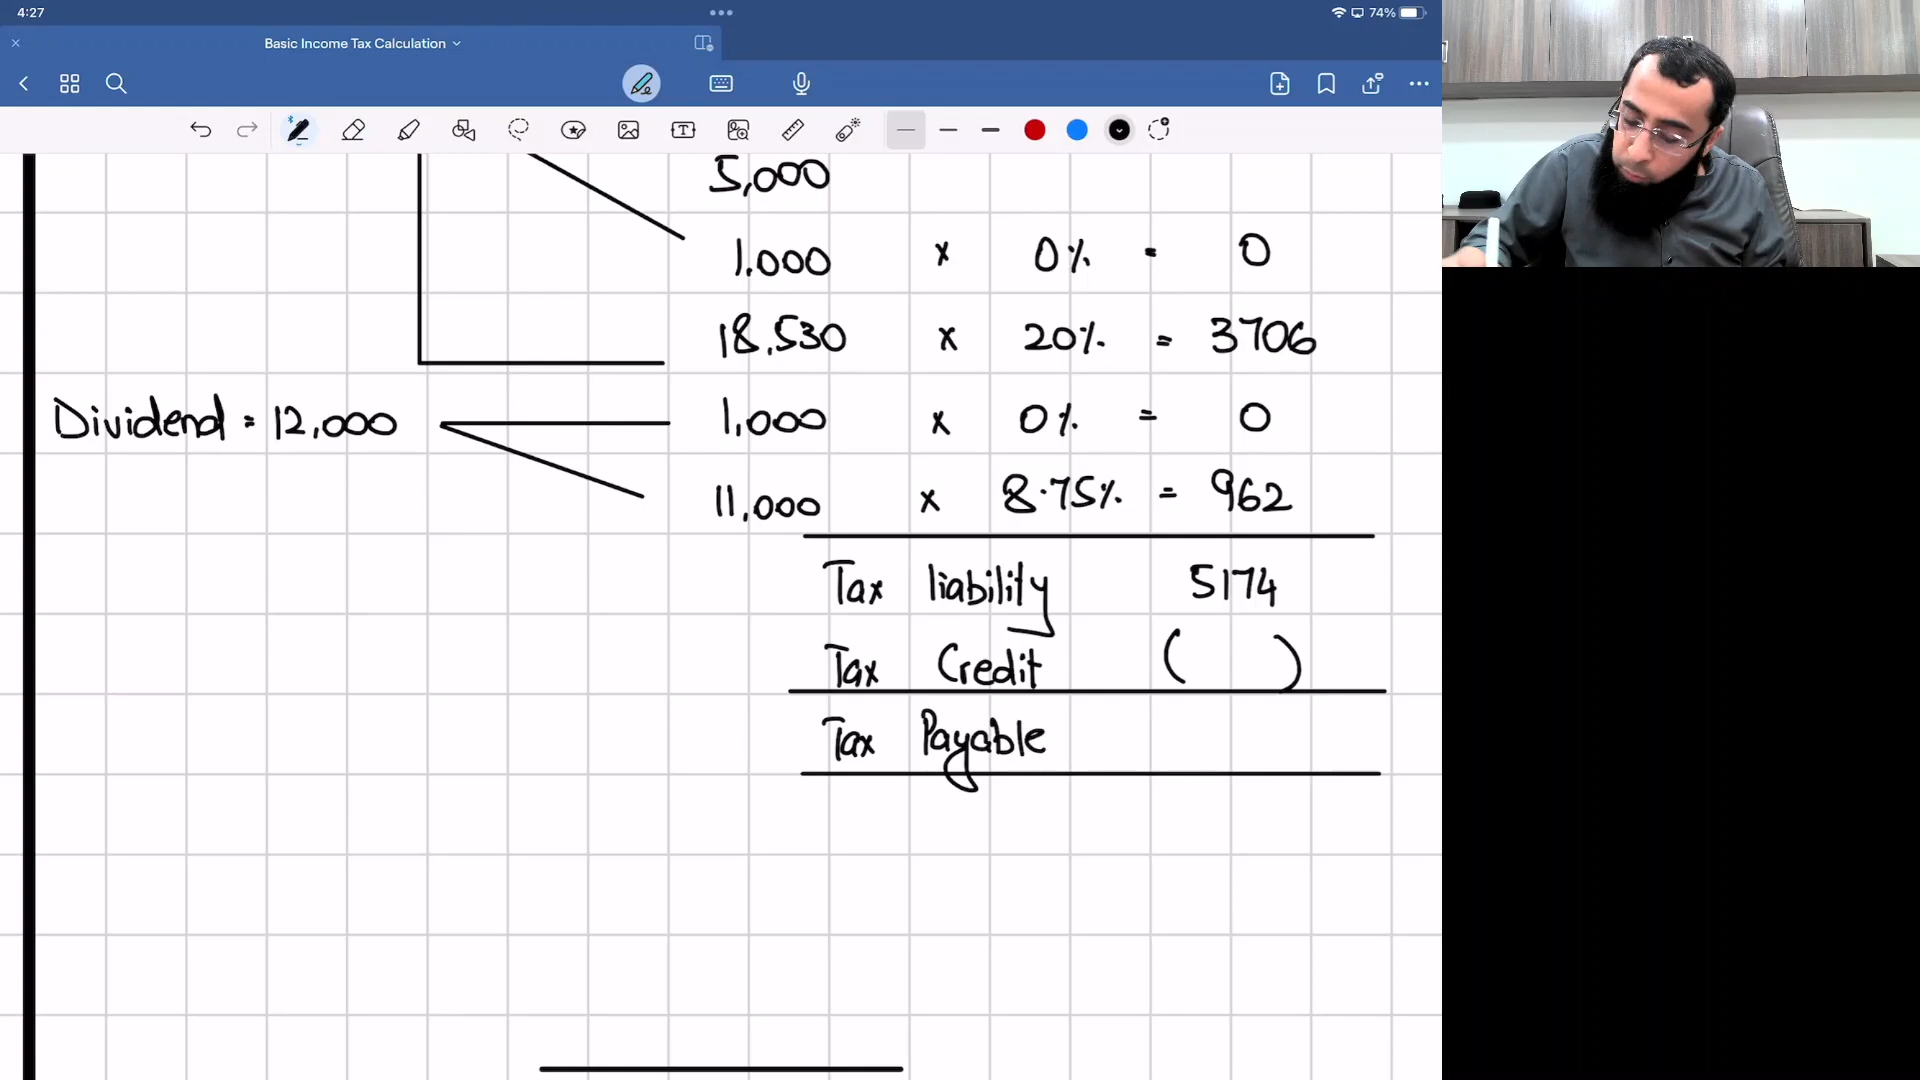 4:27
74%
Basic Income Tax Calculation
5,000
1.000 x 0% = 0
18.530 x 20% = 3706
Dividend = 12,000 1,000 x 0% = 0
11,000 x 8.75% = 962
Tax liability 5174
Tax Credit ( )
Tax Payable